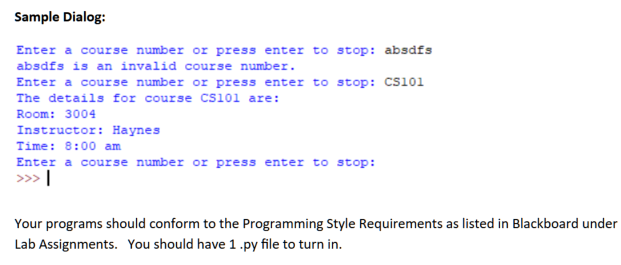 Sample Dialog:
Enter a course number or press enter to stop: absdfs
absdfs is an invalid course number.
Enter a course number or press enter to stop: CS101
The details for course CS101 are:
Room: 3004
Instructor: Haynes
Time: 8:00 am
Enter a course number or press enter to stop:
>>>
Your programs should conform to the Programming Style Requirements as listed in Blackboard under
Lab Assignments. You should have 1 .py file to turn in.